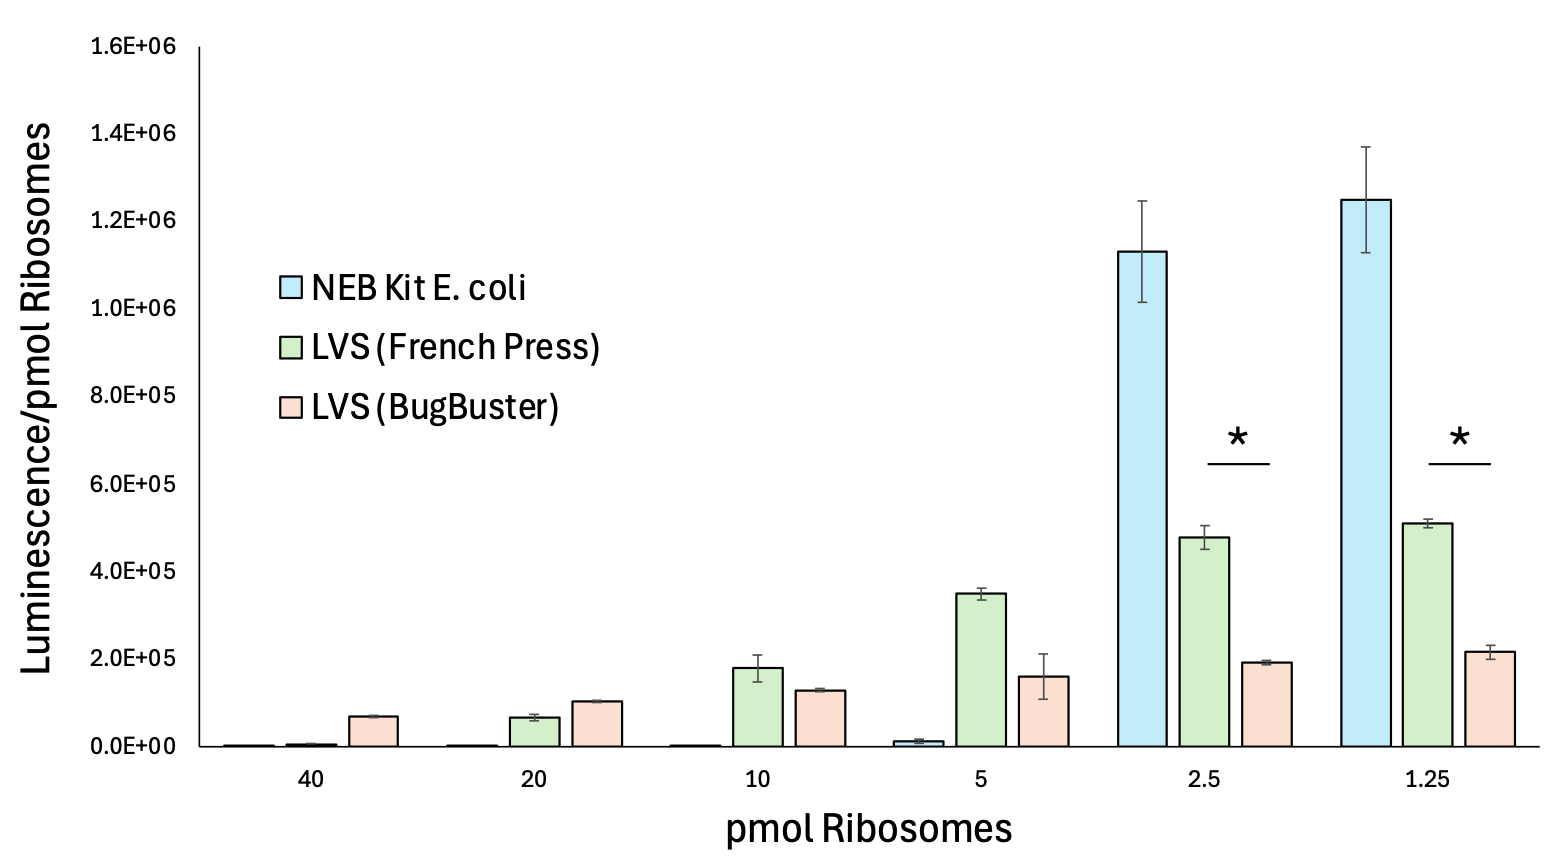 1.6E+06
1.4E+06
1.2E+06
1.0E+06
8.0E+05
6.0E+05
4.0E+05
2.0E+05
0.0E+00
Luminescence/pmol Ribosomes
NEB Kit E. coli
LVS (French Press)
LVS (BugBuster)
* *
40 20 10 5 2.5 1.25
pmol Ribosomes